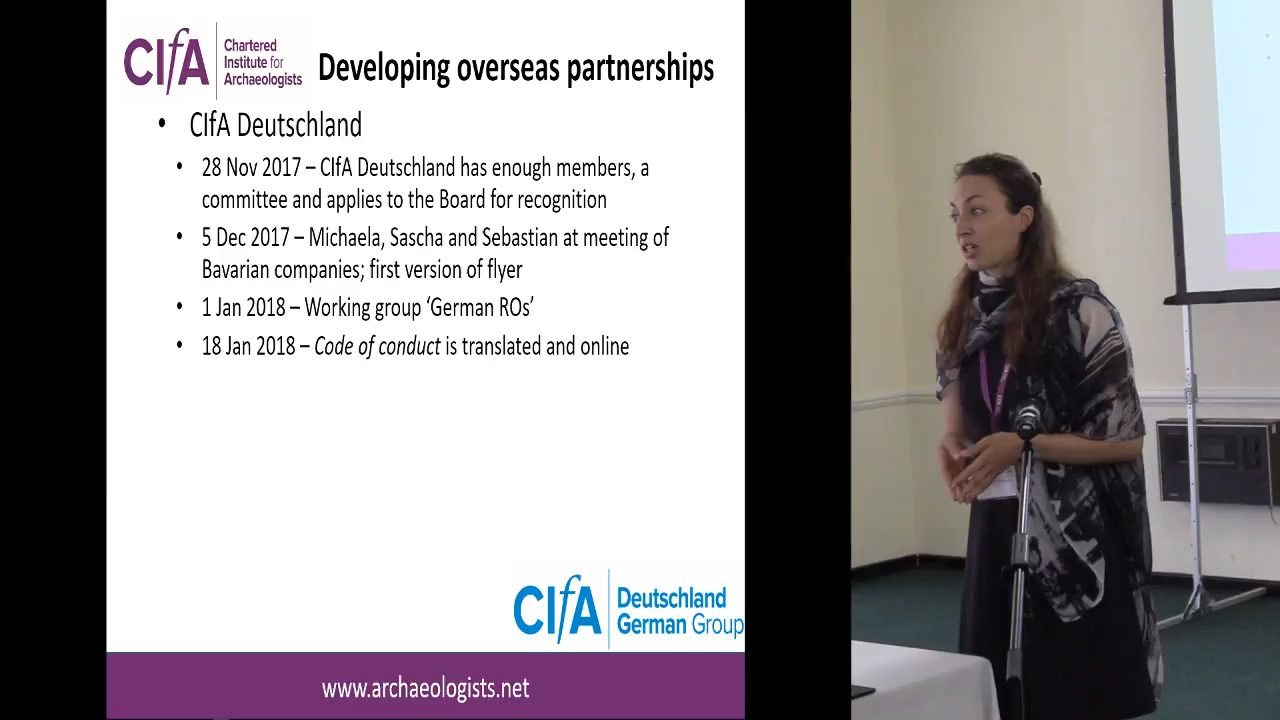 CIfA
Chartered
Institute for
Archaeologists
Developing overseas partnerships
• CIfA Deutschland
• 28 Nov 2017 – CIfA Deutschland has enough members, a
committee and applies to the Board for recognition
• 5 Dec 2017 – Michaela, Sascha and Sebastian at meeting of
Bavarian companies; first version of flyer
• 1 Jan 2018 – Working group ‘German ROs’
• 18 Jan 2018 – Code of conduct is translated and online
CIfA
Deutschland
German Group
www.archaeologists.net